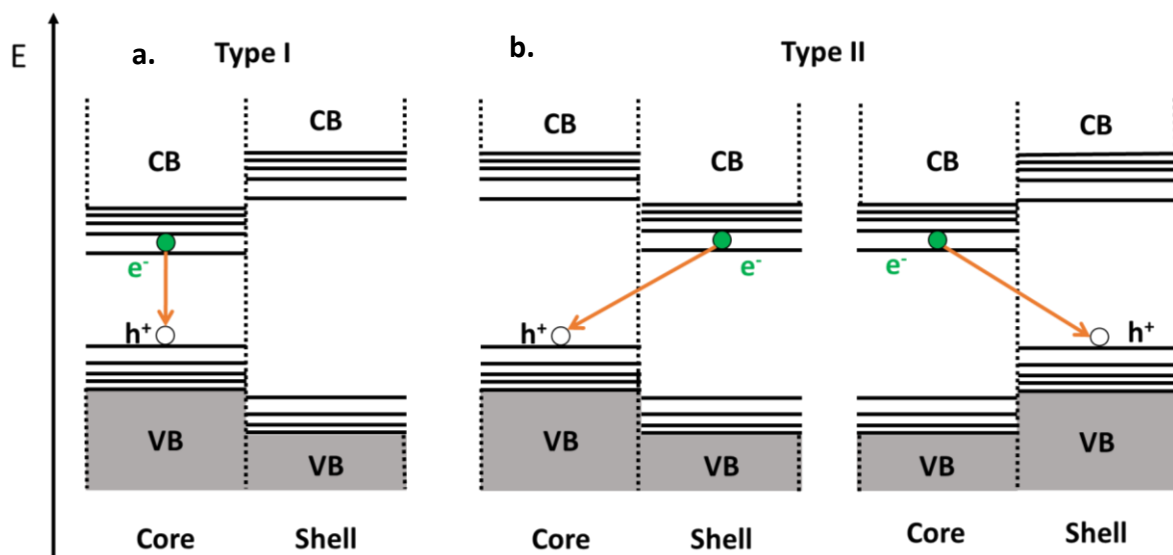 E
a.
Type I
b.
Type II
CB
CB
CB
CB
CB
CB
e⁻
e⁻
e⁻
h⁺
h⁺
h⁺
VB
VB
VB
VB
VB
VB
Core
Shell
Core
Shell
Core
Shell